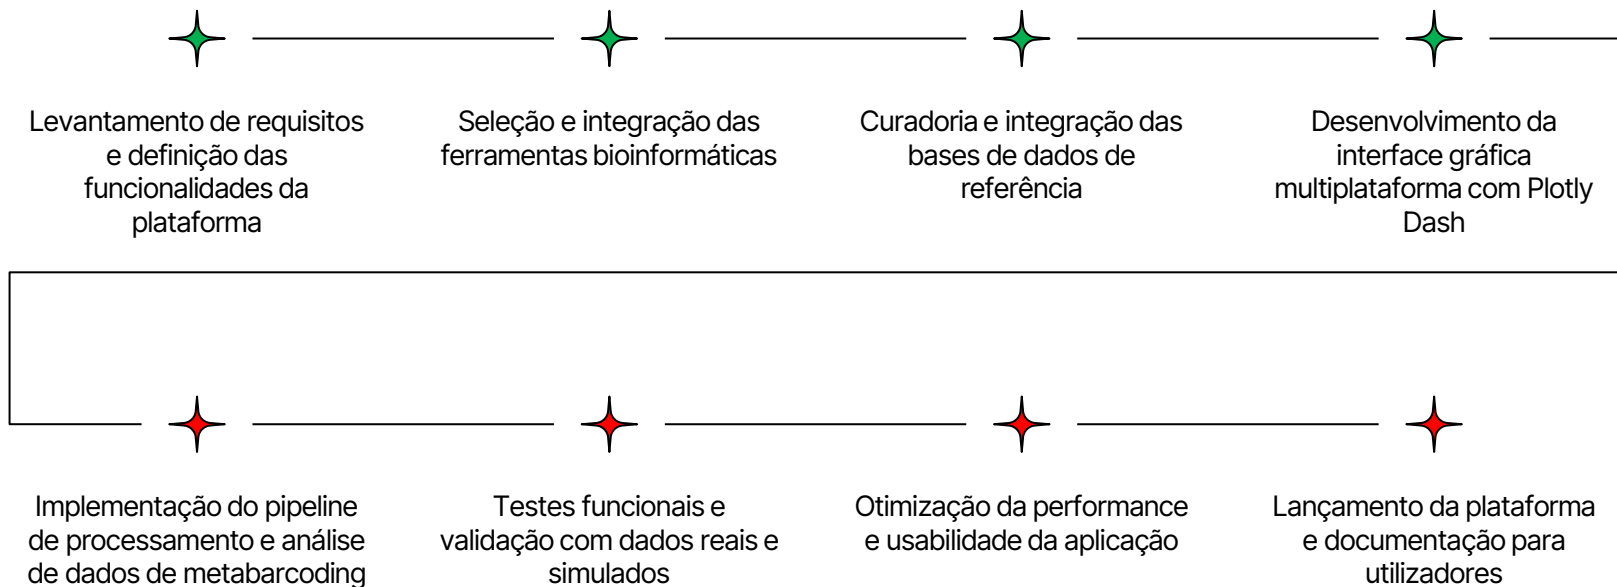 Levantamento de requisitos
e definição das
funcionalidades da
plataforma
Seleção e integração das
ferramentas bioinformáticas
Curadoria e integração das
bases de dados de
referência
Desenvolvimento da
interface gráfica
multiplataforma com Plotly
Dash
Implementação do pipeline
de processamento e análise
de dados de metabarcoding
Testes funcionais e
validação com dados reais e
simulados
Otimização da performance
e usabilidade da aplicação
Lançamento da plataforma
e documentação para
utilizadores